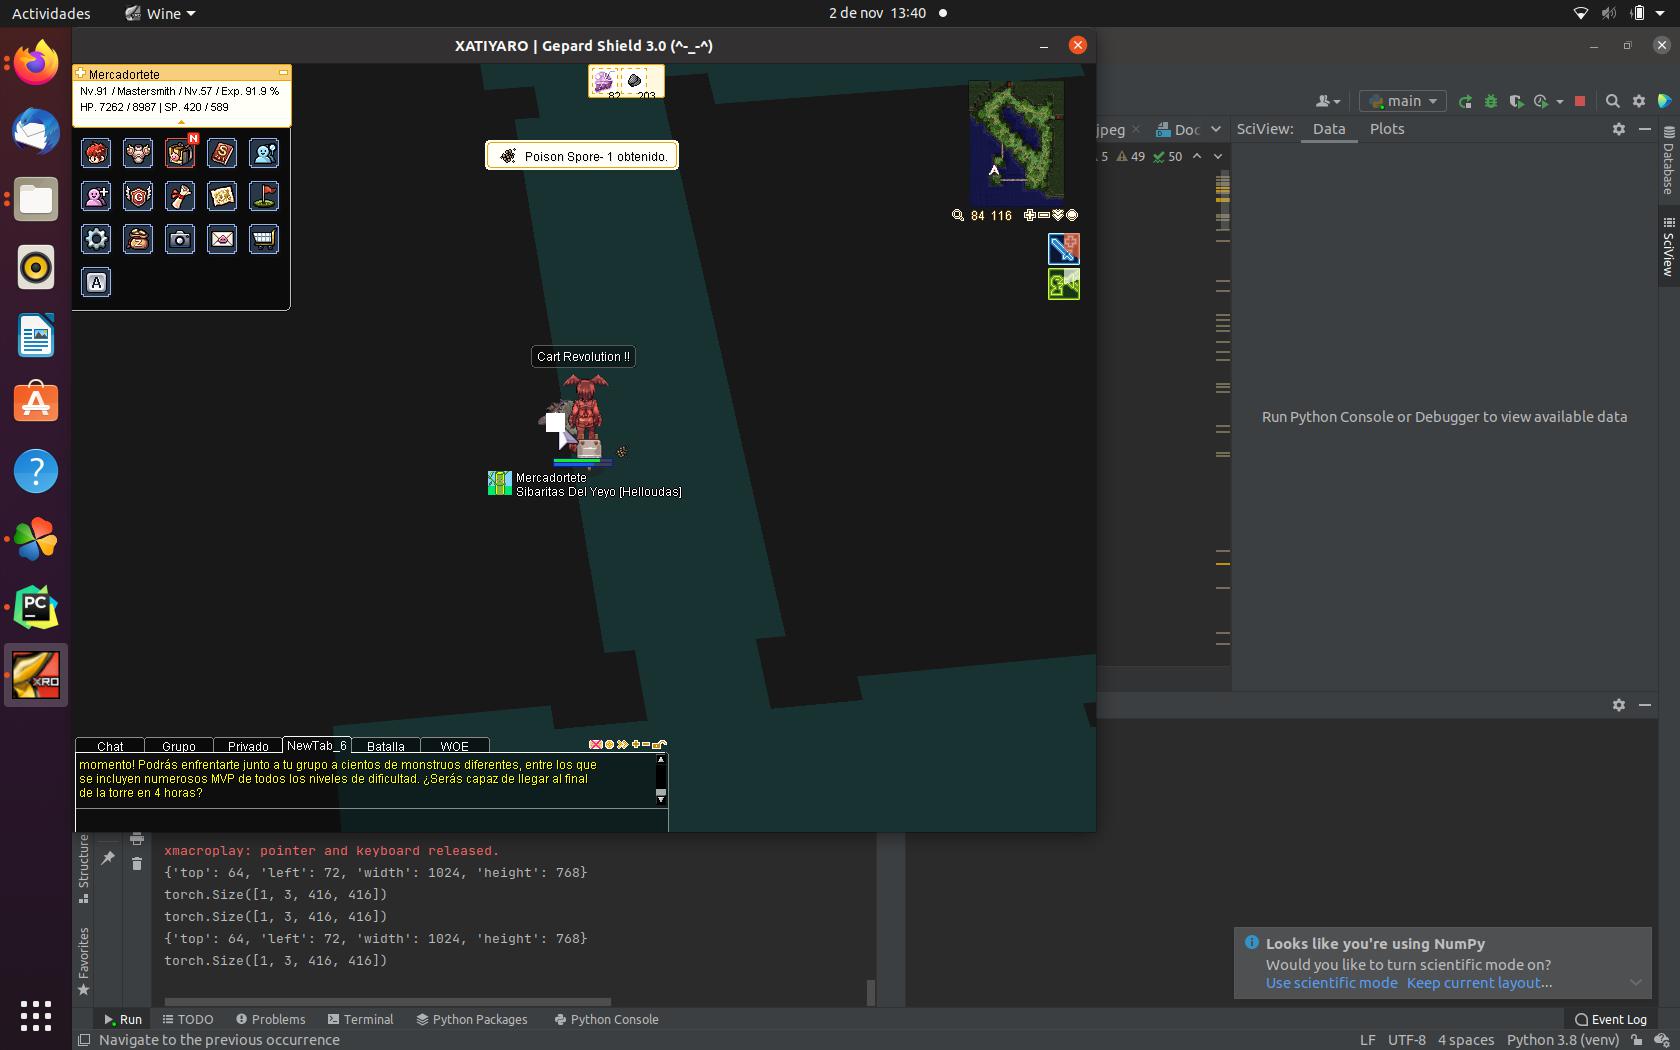 Actividades
Wine
2 de nov 13:40
XATIYARO | Gepard Shield 3.0 (^-_-^)
Mercadortete
Nv.91 / Mastersmith / Nv.57 / Exp. 91.9 %
HP. 7262 / 8987 | SP. 420 / 589
N
A
82
203
Poison Spore- 1 obtenido.
84 116
Cart Revolution !!
Mercadortete
Sibaritas Del Yeyo [Helloudas]
Chat
Grupo
Privado
NewTab_6
Batalla
WOE
momento! Podrás enfrentarte junto a tu grupo a cientos de monstruos diferentes, entre los que
se incluyen numerosos MVP de todos los niveles de dificultad. ¿Serás capaz de llegar al final
de la torre en 4 horas?
PC
XRO
main
jpeg
Doc
SciView:
Data
Plots
5
49
50
Database
SciView
Run Python Console or Debugger to view available data
Structure
Favorites
xmacroplay: pointer and keyboard released.
{'top': 64, 'left': 72, 'width': 1024, 'height': 768}
torch.Size([1, 3, 416, 416])
torch.Size([1, 3, 416, 416])
{'top': 64, 'left': 72, 'width': 1024, 'height': 768}
torch.Size([1, 3, 416, 416])
Looks like you're using NumPy
Would you like to turn scientific mode on?
Use scientific mode Keep current layout...
Run
TODO
Problems
Terminal
Python Packages
Python Console
Event Log
Navigate to the previous occurrence
LF UTF-8 4 spaces Python 3.8 (venv)